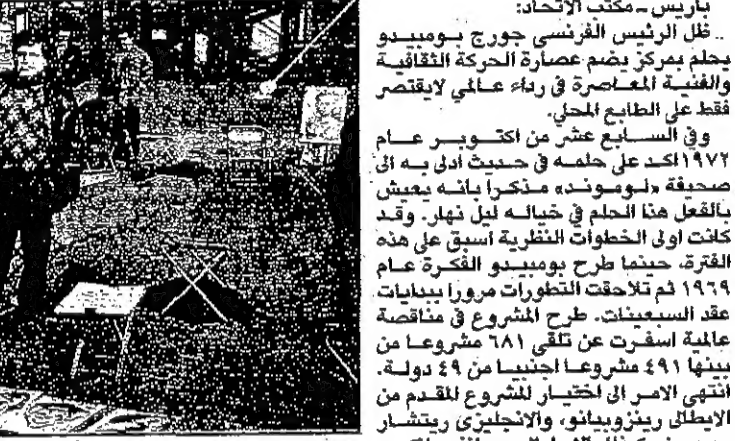 باريس ـ مكتب الاتحاد:
.. ظل الرئيس الفرنسي جورج بومبيدو
يحلم بمركز يضم عصارة الحركة الثقافية
والفنية المعاصرة في رداء عالمي لايقتصر
فقط على الطابع المحلي.
وفي السابع عشر من اكتوبر عام
١٩٧٢ اكد على حلمه في حديث ادلى به الى
صحيفة «لوموند» مذكرا بانه يعيش
بالفعل هذا الحلم في خياله ليل نهار. وقد
كانت اولى الخطوات النظرية اسبق على هذه
الفترة، حينما طرح بومبيدو الفكرة عام
١٩٦٩ ثم تلاحقت التطورات مرورا ببدايات
عقد السبعينات. طرح المشروع في مناقصة
عالمية اسفرت عن تلقي ٦٨١ مشروعا من
بينها ٤٩١ مشروعا اجنبيا من ٤٩ دولة.
انتهى الامر الى اختيار المشروع المقدم من
الايطالي رينزوبيانو، والانجليزي ريتشار